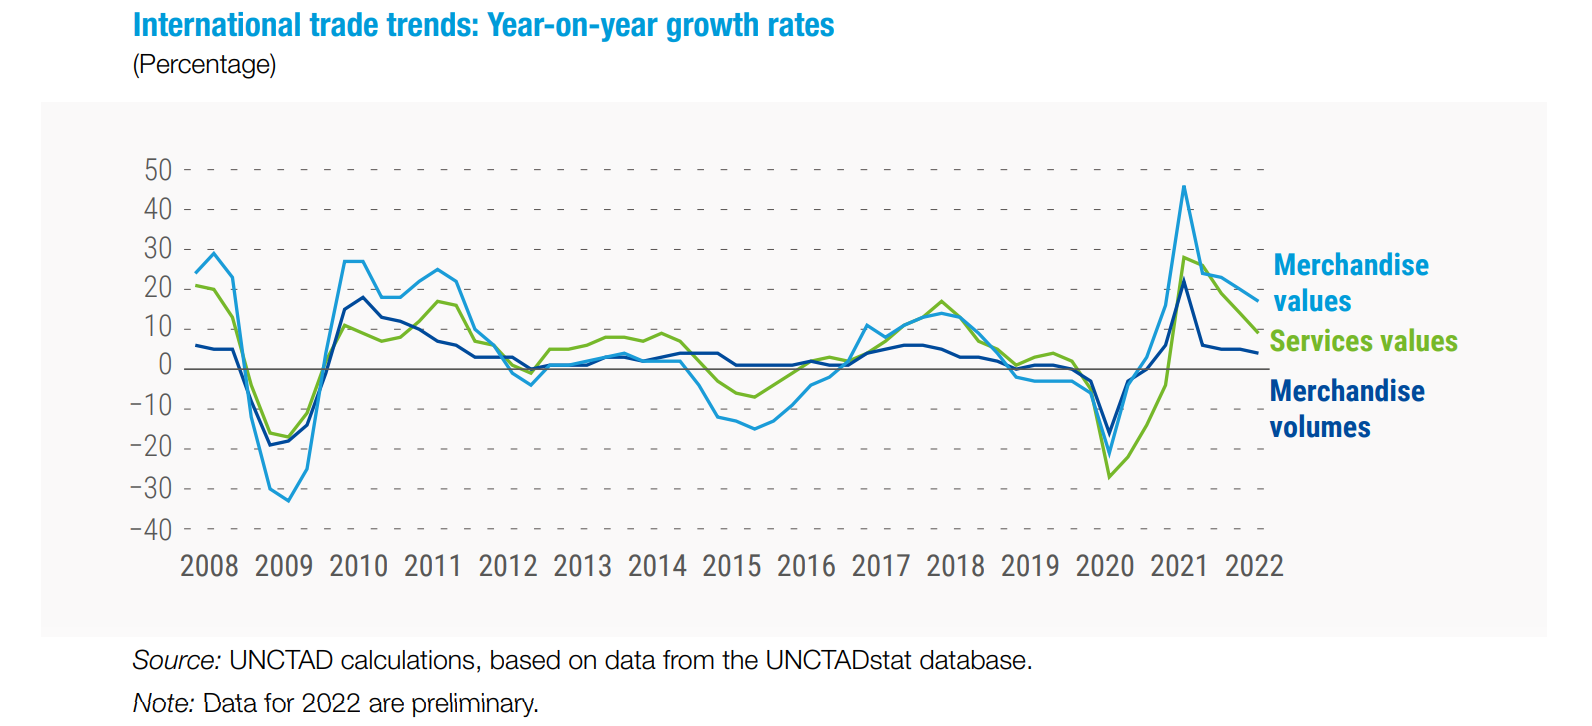 International trade trends: Year-on-year growth rates
(Percentage)
50
40
30
20
10
0
−10
−20
−30
−40
Merchandise
values
Services values
Merchandise
volumes
2008 2009 2010 2011 2012 2013 2014 2015 2016 2017 2018 2019 2020 2021 2022
Source: UNCTAD calculations, based on data from the UNCTADstat database.
Note: Data for 2022 are preliminary.